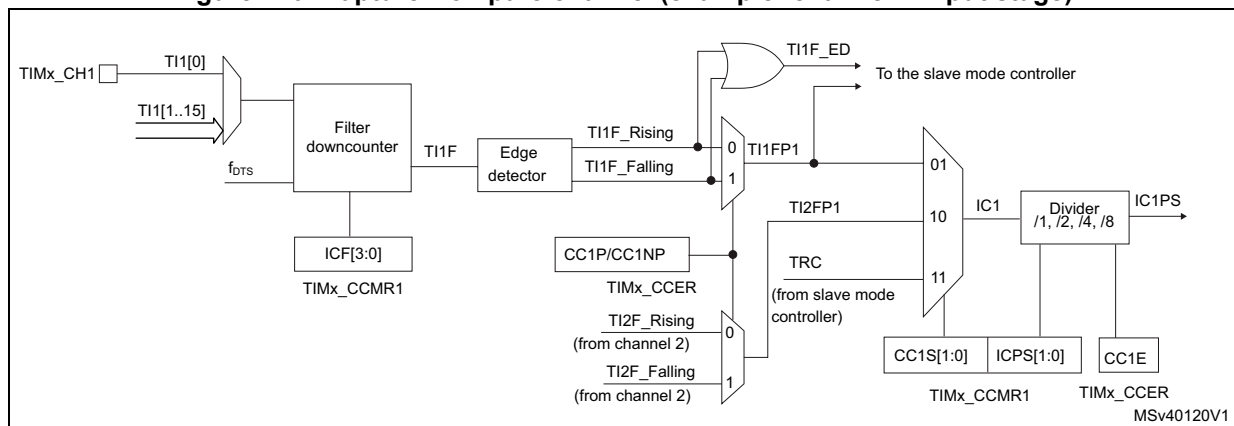 TI1F_ED
TI1[0]
TIMx_CH1
To the slave mode controller
TI1[1..15]
Filter
downcounter
TI1F_Rising
0
TI1FP1
TI1F
Edge
detector
TI1F_Falling
1
01
fDTS
TI2FP1
10
IC1
Divider
/1, /2, /4, /8
IC1PS
ICF[3:0]
TIMx_CCMR1
CC1P/CC1NP
TIMx_CCER
TRC
11
(from slave mode
controller)
TI2F_Rising
0
(from channel 2)
TI2F_Falling
1
(from channel 2)
CC1S[1:0]
ICPS[1:0]
CC1E
TIMx_CCMR1
TIMx_CCER
MSv40120V1